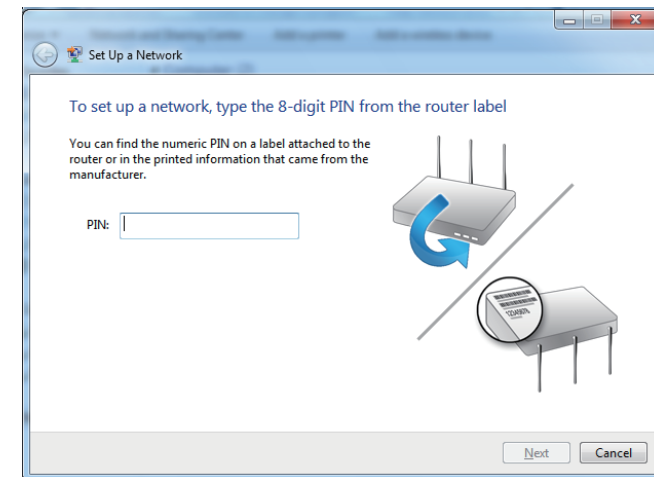 Set Up a Network
To set up a network, type the 8-digit PIN from the router label
You can find the numeric PIN on a label attached to the
router or in the printed information that came from the
manufacturer.
PIN:
12345678
Next
Cancel